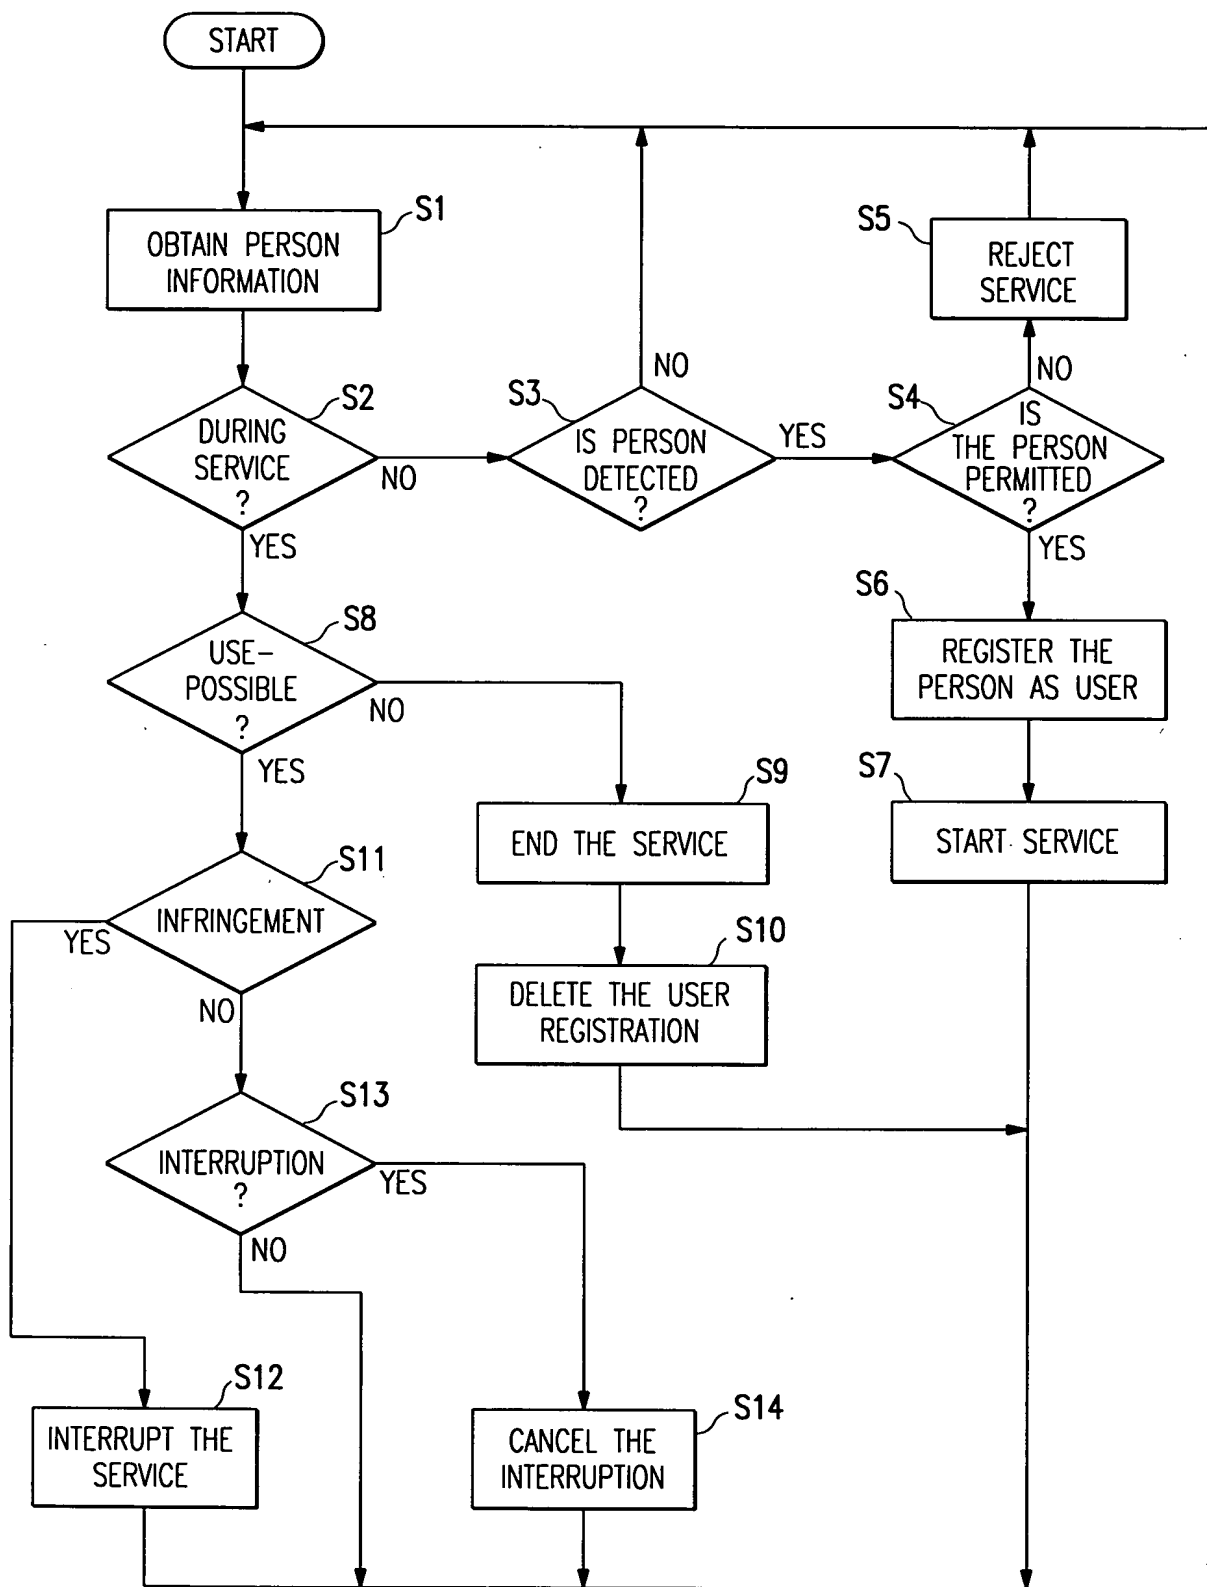 START
S1
OBTAIN PERSON
INFORMATION
S5
REJECT
SERVICE
NO
NO
S2
DURING
SERVICE
?
NO
YES
S3
IS PERSON
DETECTED
?
YES
S4
IS
THE PERSON
PERMITTED
?
YES
S6
REGISTER THE
PERSON AS USER
S8
USE-
POSSIBLE
?
NO
YES
S9
END THE SERVICE
S7
START SERVICE
S11
INFRINGEMENT
YES
NO
S10
DELETE THE USER
REGISTRATION
S13
INTERRUPTION
?
YES
NO
S12
INTERRUPT THE
SERVICE
S14
CANCEL THE
INTERRUPTION